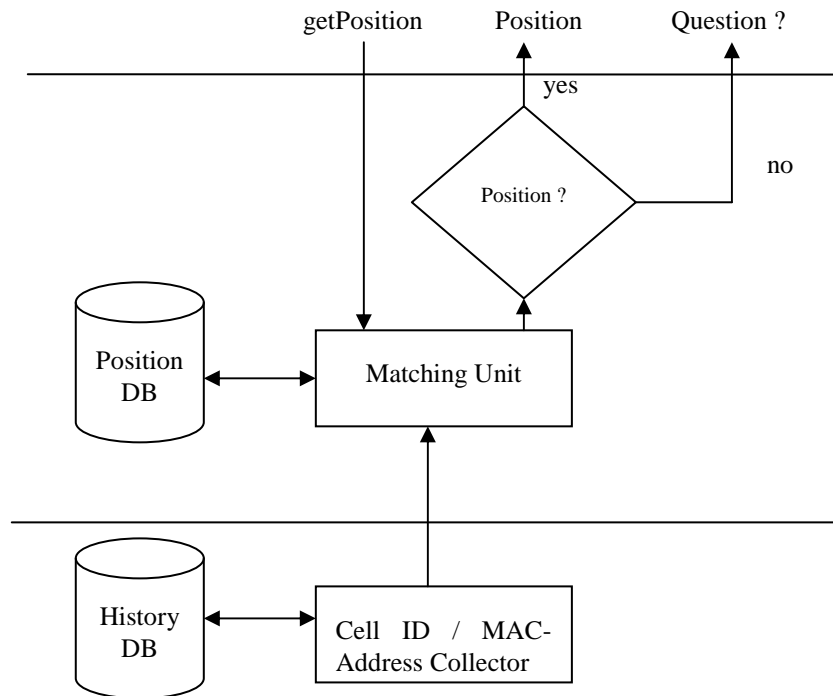 getPosition Position Question ?
yes
no
Position ?
Position
DB
Matching Unit
History
DB
Cell ID / MAC-
Address Collector